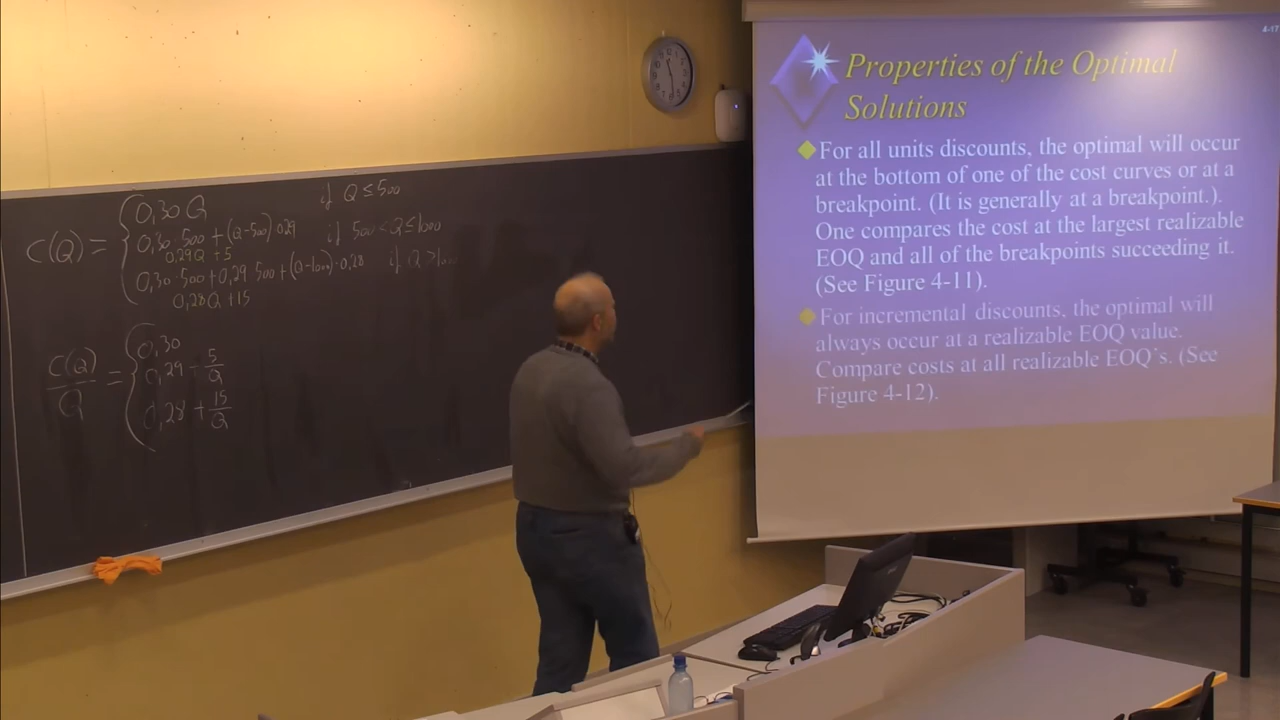 C(Q) = { 0,30 Q if Q ≤ 500
0,30 · 500 + (Q-500) · 0,29 if 500 < Q ≤ 1000
0,29Q + 5
0,30 · 500 + 0,29 · 500 + (Q-1000) · 0,28 if Q > 1000
0,28Q + 15
C(Q)/Q = { 0,30
0,29 + 5/Q
0,28 + 15/Q
4-17
Properties of the Optimal
Solutions
For all units discounts, the optimal will occur
at the bottom of one of the cost curves or at a
breakpoint. (It is generally at a breakpoint.).
One compares the cost at the largest realizable
EOQ and all of the breakpoints succeeding it.
(See Figure 4-11).
For incremental discounts, the optimal will
always occur at a realizable EOQ value.
Compare costs at all realizable EOQ's. (See
Figure 4-12).